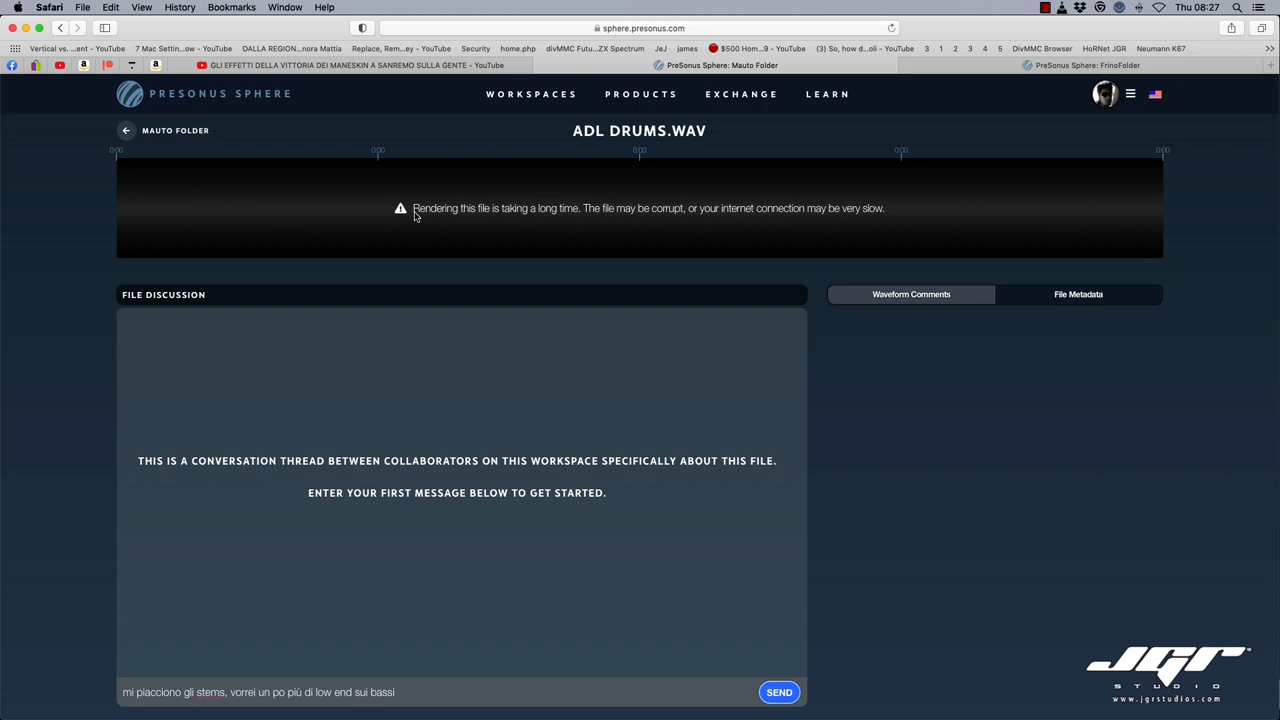 Safari File Edit View History Bookmarks Window Help Thu 08:27
sphere.presonus.com
Vertical vs. ...ent - YouTube 7 Mac Settin...ow - YouTube DALLA REGION...nora Mattia Replace, Rem...ey - YouTube Security home.php divMMC Futu...ZX Spectrum JeJ james $500 Hom...9 - YouTube (3) So, how d...oli - YouTube 1 2 3 4 5 DivMMC Browser HoRNet JGR Neumann K67
GLI EFFETTI DELLA VITTORIA DEI MANESKIN A SANREMO SULLA GENTE - YouTube PreSonus Sphere: Mauto Folder PreSonus Sphere: FrinoFolder
PRESONUS SPHERE WORKSPACES PRODUCTS EXCHANGE LEARN
MAUTO FOLDER ADL DRUMS.WAV
0:00 0:00 0:00 0:00 0:00
Rendering this file is taking a long time. The file may be corrupt, or your internet connection may be very slow.
FILE DISCUSSION Waveform Comments File Metadata
THIS IS A CONVERSATION THREAD BETWEEN COLLABORATORS ON THIS WORKSPACE SPECIFICALLY ABOUT THIS FILE.
ENTER YOUR FIRST MESSAGE BELOW TO GET STARTED.
mi piacciono gli stems, vorrei un po più di low end sui bassi SEND
JGR
STUDIO
www.jgrstudios.com